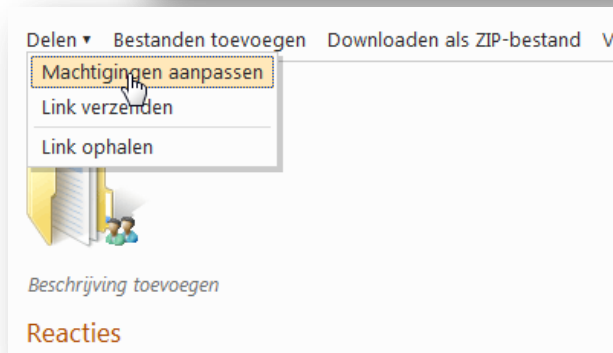 Delen ▾ Bestanden toevoegen Downloaden als ZIP-bestand
Machtigingen aanpassen
Link verzenden
Link ophalen
Beschrijving toevoegen
Reacties